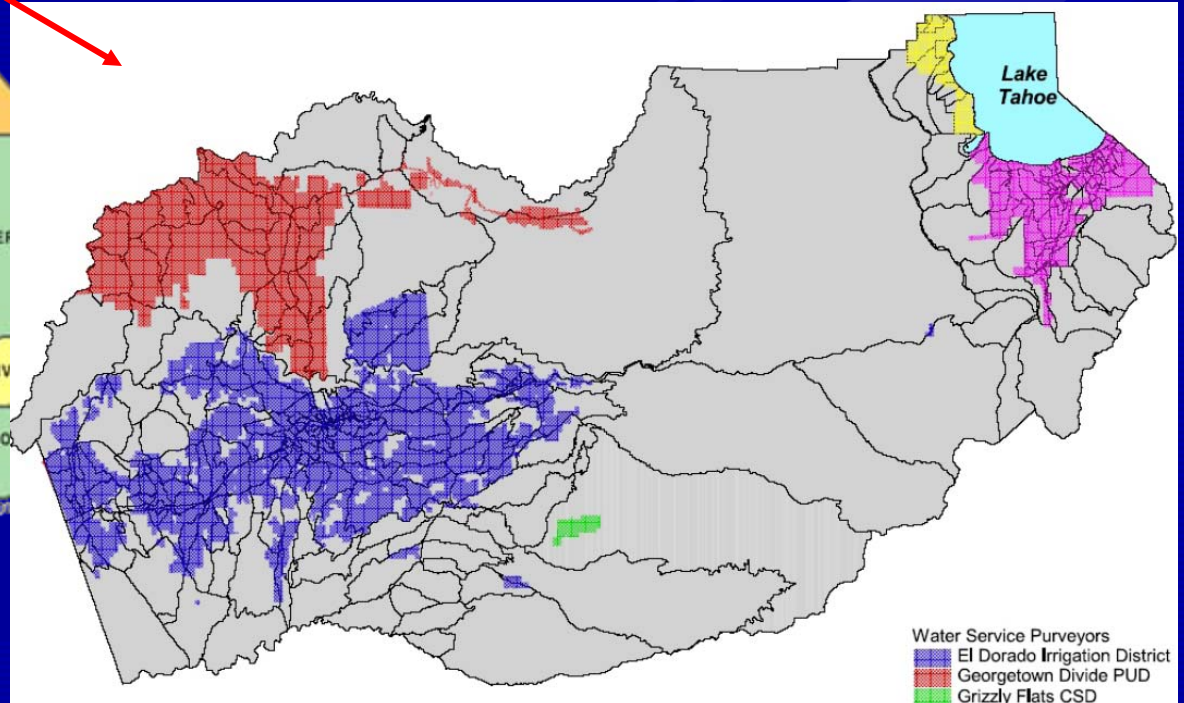 Lake
Tahoe
Water Service Purveyors
El Dorado Irrigation District
Georgetown Divide PUD
Grizzly Flats CSD